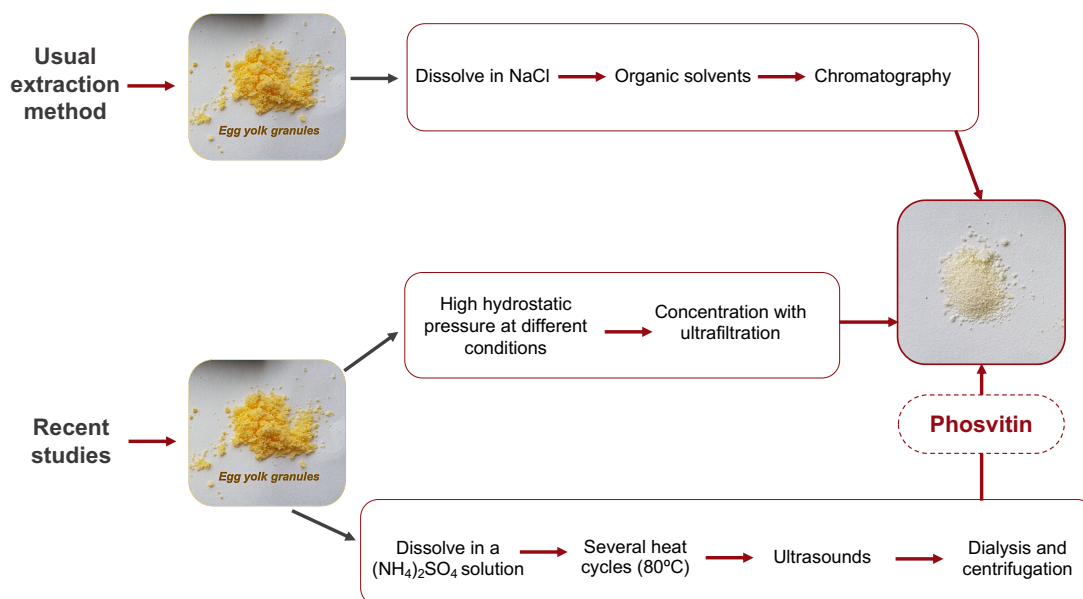 Usual
extraction
method
Egg yolk granules
Dissolve in NaCl
Organic solvents
Chromatography
High hydrostatic
pressure at different
conditions
Concentration with
ultrafiltration
Recent
studies
Egg yolk granules
Phosvitin
Dissolve in a
(NH₄)₂SO₄ solution
Several heat
cycles (80ºC)
Ultrasounds
Dialysis and
centrifugation